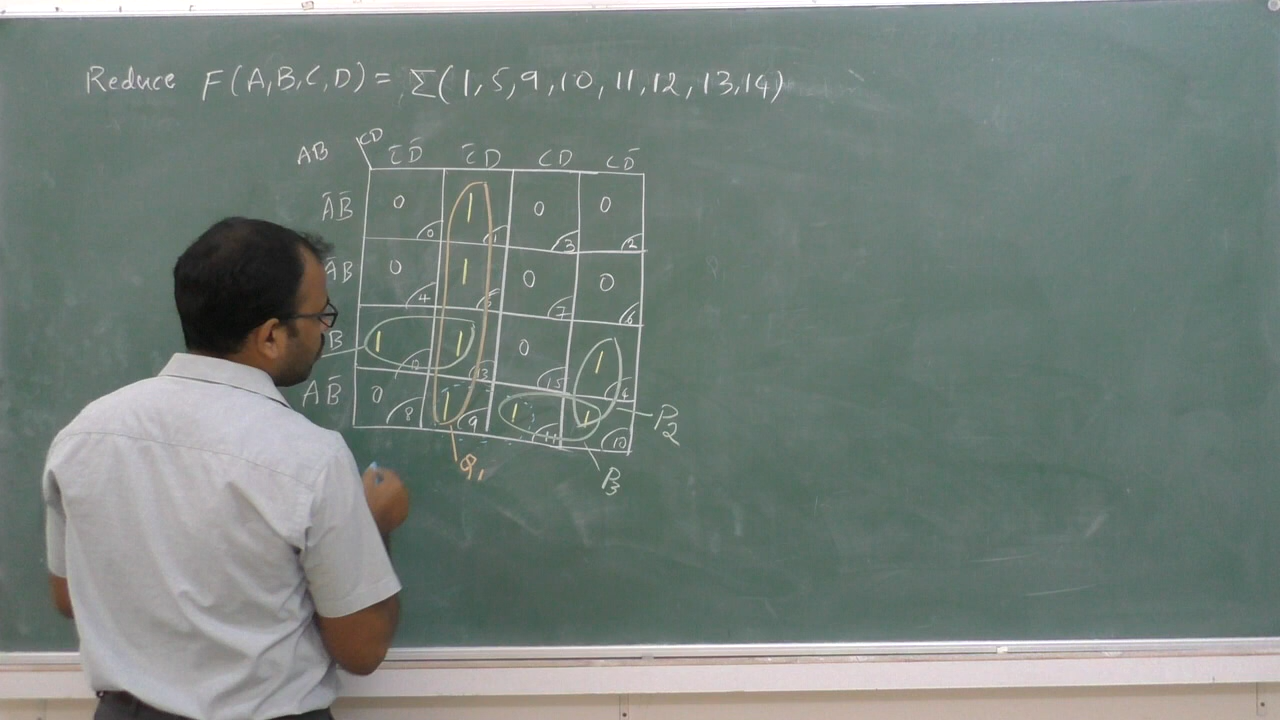 Reduce F(A,B,C,D) = Σ(1,5,9,10,11,12,13,14)
AB CD C̄D̄ C̄D CD CD̄
ĀB̄ 0 0 1 1 0 3 0 2
B 0 4 1 5 0 7 0 6
B 1 1 13 0 15 1 14
AB̄ 0 8 1 9 1 11 1 10
P2
Q1 P3